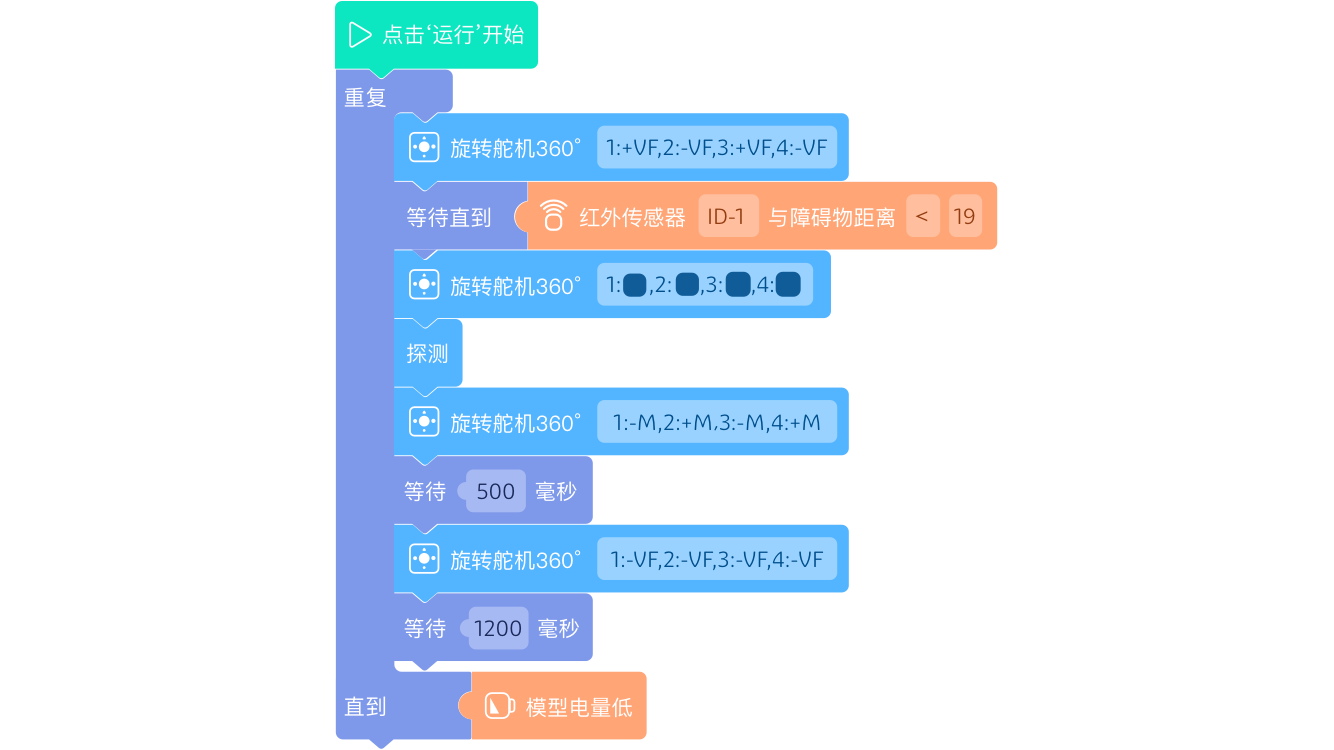 点击‘运行’开始
重复
旋转舵机360° 1:+VF,2:-VF,3:+VF,4:-VF
等待直到 红外传感器 ID-1 与障碍物距离 < 19
旋转舵机360° 1: ,2: ,3: ,4:
探测
旋转舵机360° 1:-M,2:+M,3:-M,4:+M
等待 500 毫秒
旋转舵机360° 1:-VF,2:-VF,3:-VF,4:-VF
等待 1200 毫秒
直到 模型电量低